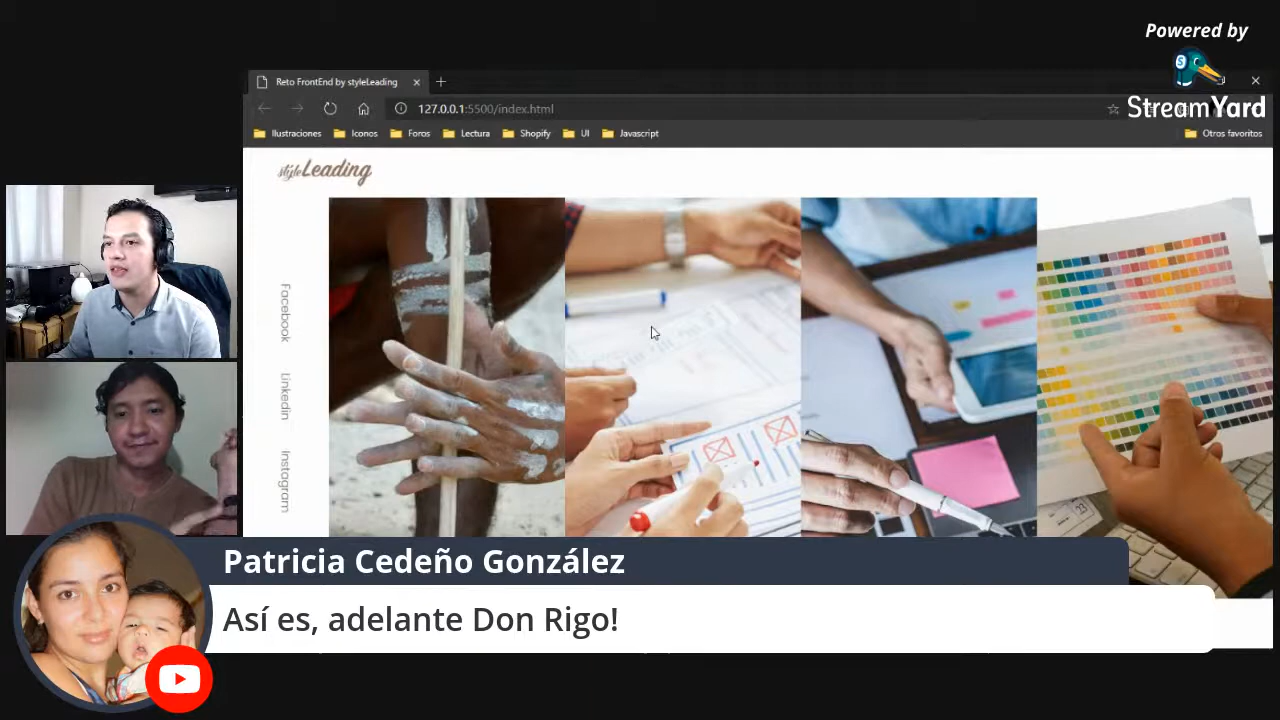 Powered by
StreamYard
Reto FrontEnd by styleLeading
127.0.0.1:5500/index.html
Ilustraciones
Iconos
Foros
Lectura
Shopify
UI
Javascript
Otros favoritos
styleLeading
Facebook
Linkedin
Instagram
23
Patricia Cedeño González
Así es, adelante Don Rigo!